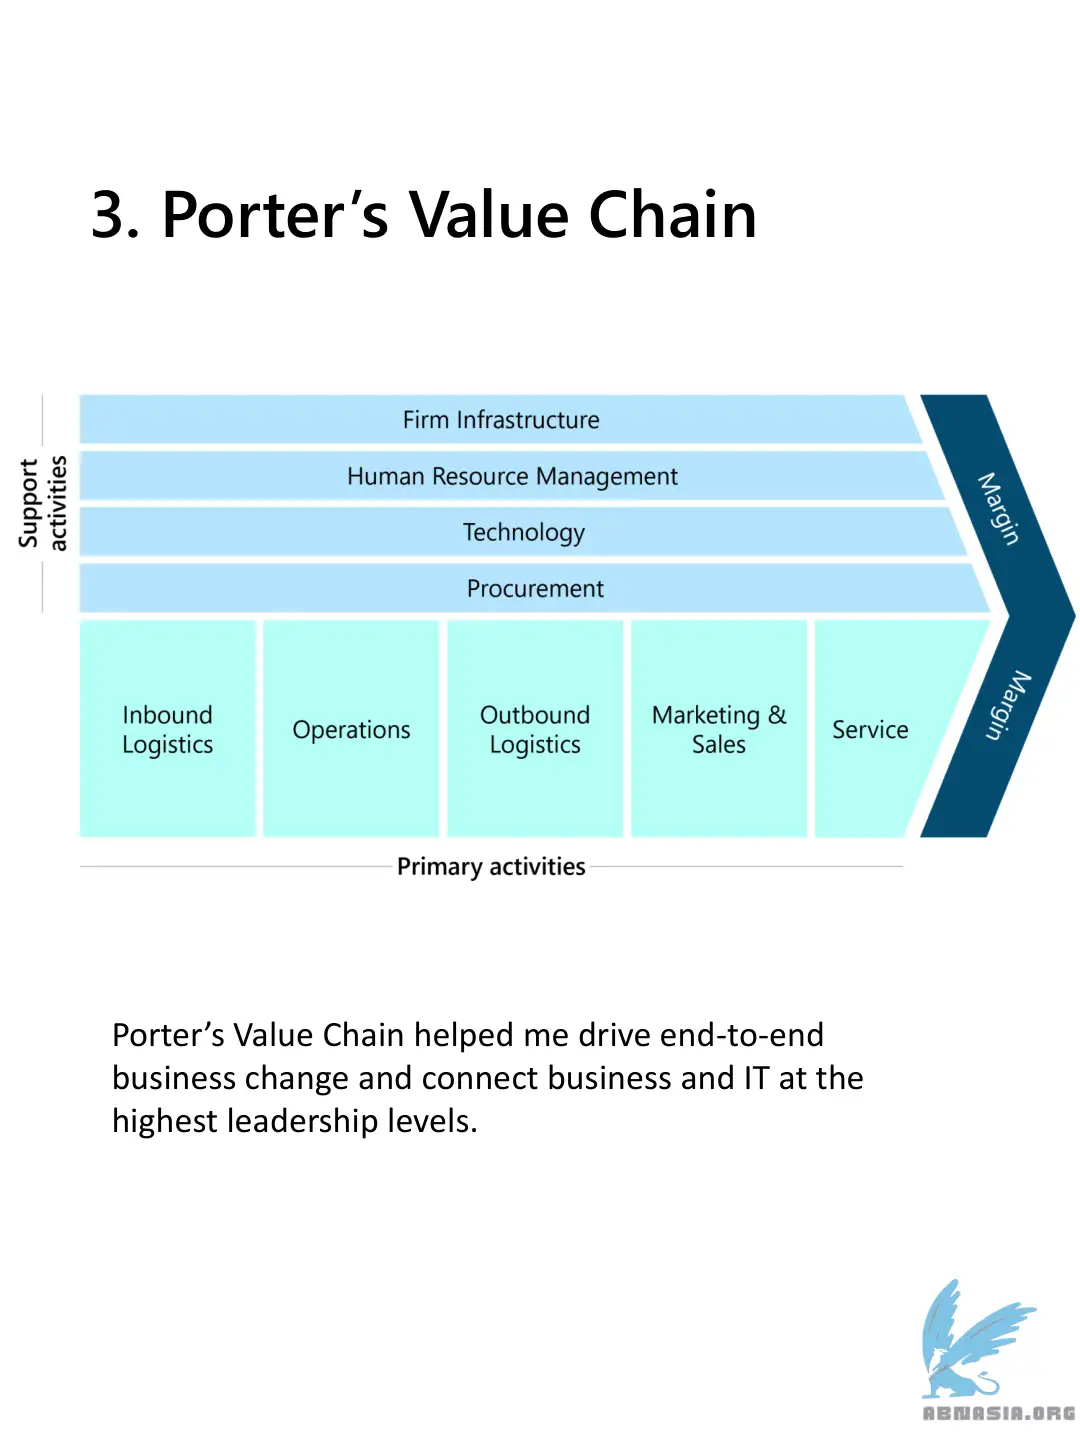 3. Porter’s Value Chain
Support
activities
Firm Infrastructure
Human Resource Management
Technology
Procurement
Margin
Margin
Inbound
Logistics
Operations
Outbound
Logistics
Marketing &
Sales
Service
Primary activities
Porter’s Value Chain helped me drive end-to-end
business change and connect business and IT at the
highest leadership levels.
ABNASIA.ORG